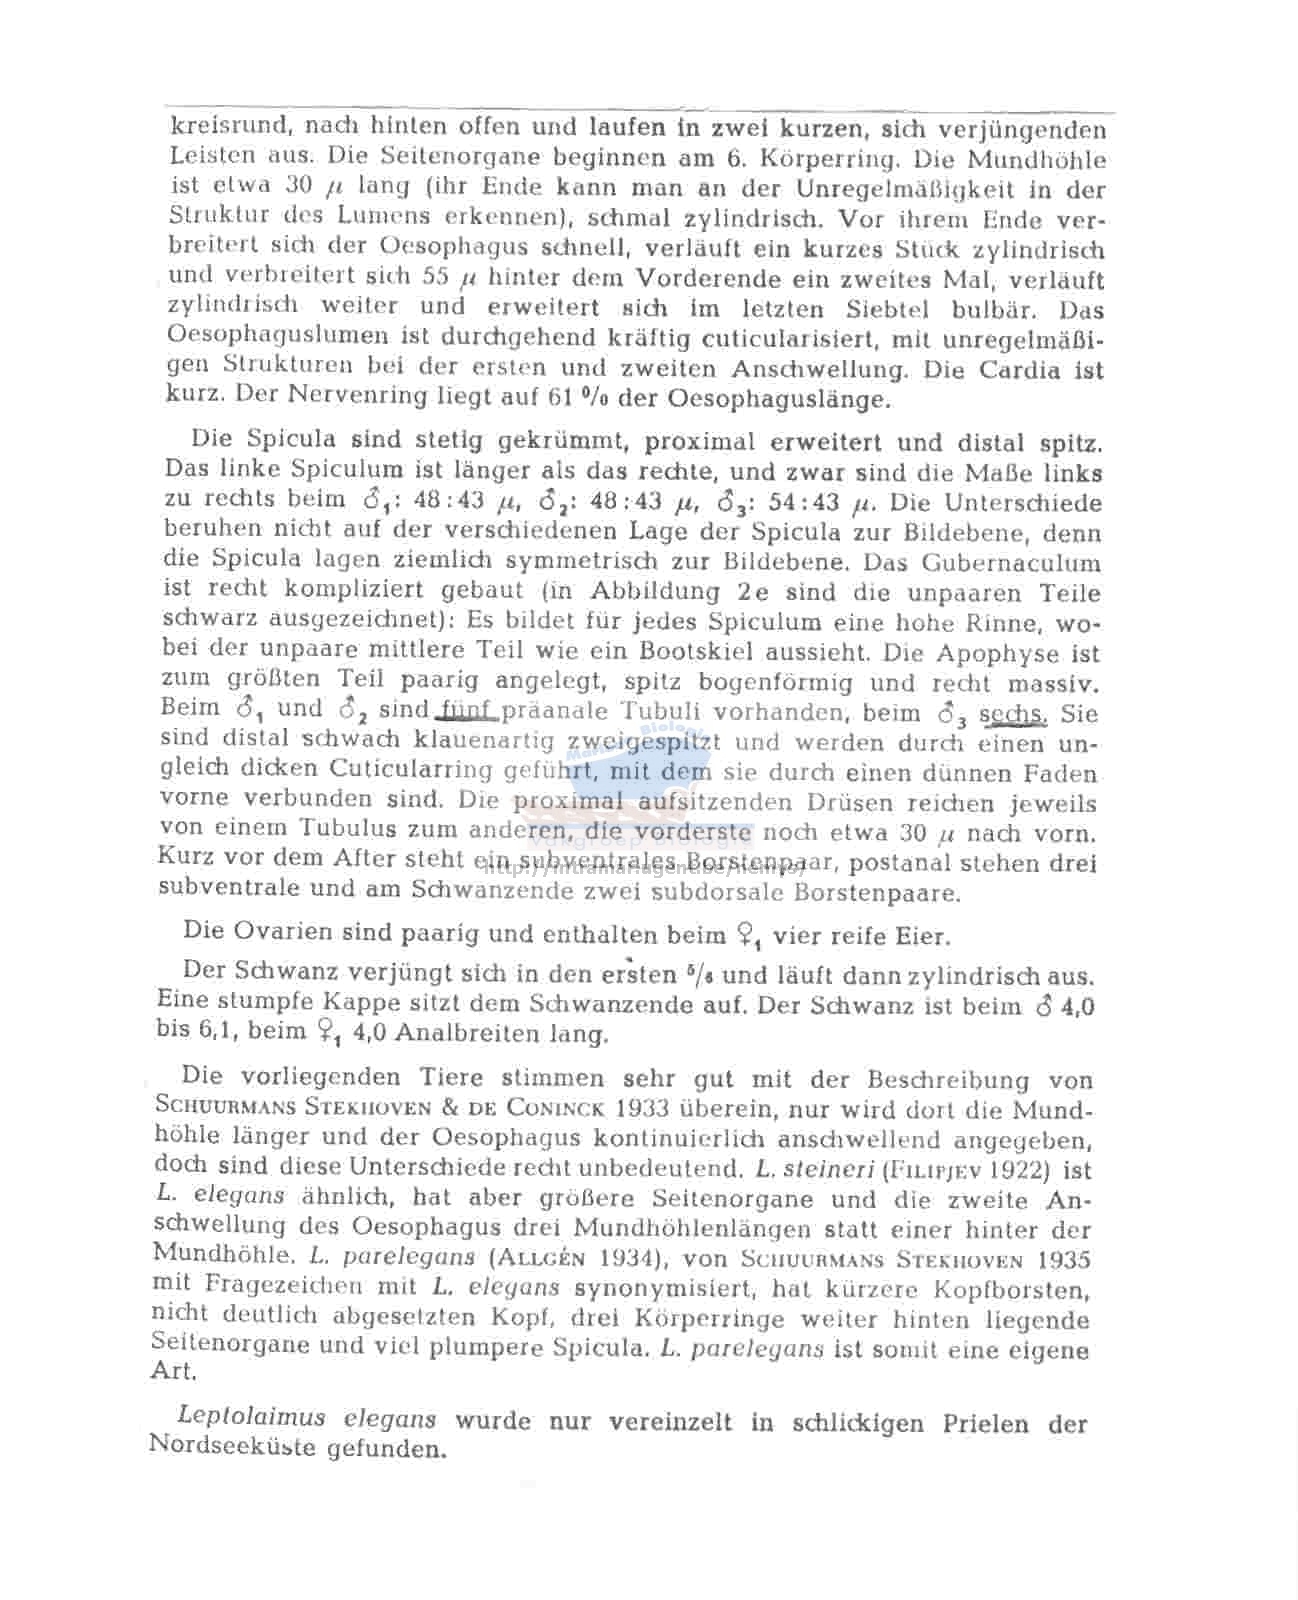 kreisrund, nach hinten offen und laufen in zwei kurzen, sich verjüngenden
Leisten aus. Die Seitenorgane beginnen am 6. Körperring. Die Mundhöhle
ist etwa 30 μ lang (ihr Ende kann man an der Unregelmäßigkeit in der
Struktur des Lumens erkennen), schmal zylindrisch. Vor ihrem Ende ver-
breitert sich der Oesophagus schnell, verläuft ein kurzes Stück zylindrisch
und verbreitert sich 55 μ hinter dem Vorderende ein zweites Mal, verläuft
zylindrisch weiter und erweitert sich im letzten Siebtel bulbär. Das
Oesophaguslumen ist durchgehend kräftig cuticularisiert, mit unregelmäßi-
gen Strukturen bei der ersten und zweiten Anschwellung. Die Cardia ist
kurz. Der Nervenring liegt auf 61 % der Oesophaguslänge.
Die Spicula sind stetig gekrümmt, proximal erweitert und distal spitz.
Das linke Spiculum ist länger als das rechte, und zwar sind die Maße links
zu rechts beim ♂₁: 48 : 43 μ, ♂₂: 48 : 43 μ, ♂₃: 54 : 43 μ. Die Unterschiede
beruhen nicht auf der verschiedenen Lage der Spicula zur Bildebene, denn
die Spicula lagen ziemlich symmetrisch zur Bildebene. Das Gubernaculum
ist recht kompliziert gebaut (in Abbildung 2e sind die unpaaren Teile
schwarz ausgezeichnet): Es bildet für jedes Spiculum eine hohe Rinne, wo-
bei der unpaare mittlere Teil wie ein Bootskiel aussieht. Die Apophyse ist
zum größten Teil paarig angelegt, spitz bogenförmig und recht massiv.
Beim ♂₁ und ♂₂ sind fünf präanale Tubuli vorhanden, beim ♂₃ sechs. Sie
sind distal schwach klauenartig zweigespitzt und werden durch einen un-
gleich dicken Cuticularring geführt, mit dem sie durch einen dünnen Faden
vorne verbunden sind. Die proximal aufsitzenden Drüsen reichen jeweils
von einem Tubulus zum anderen, die vorderste noch etwa 30 μ nach vorn.
Kurz vor dem After steht ein subventrales Borstenpaar, postanal stehen drei
subventrale und am Schwanzende zwei subdorsale Borstenpaare.
Die Ovarien sind paarig und enthalten beim ♀₁ vier reife Eier.
Der Schwanz verjüngt sich in den ersten ⁵/₆ und läuft dann zylindrisch aus.
Eine stumpfe Kappe sitzt dem Schwanzende auf. Der Schwanz ist beim ♂ 4,0
bis 6,1, beim ♀₁ 4,0 Analbreiten lang.
Die vorliegenden Tiere stimmen sehr gut mit der Beschreibung von
SCHUURMANS STEKHOVEN & DE CONINCK 1933 überein, nur wird dort die Mund-
höhle länger und der Oesophagus kontinuierlich anschwellend angegeben,
doch sind diese Unterschiede recht unbedeutend. L. steineri (FILIPJEV 1922) ist
L. elegans ähnlich, hat aber größere Seitenorgane und die zweite An-
schwellung des Oesophagus drei Mundhöhlenlängen statt einer hinter der
Mundhöhle. L. parelegans (ALLGÉN 1934), von SCHUURMANS STEKHOVEN 1935
mit Fragezeichen mit L. elegans synonymisiert, hat kürzere Kopfborsten,
nicht deutlich abgesetzten Kopf, drei Körperringe weiter hinten liegende
Seitenorgane und viel plumpere Spicula. L. parelegans ist somit eine eigene
Art.
Leptolaimus elegans wurde nur vereinzelt in schlickigen Prielen der
Nordseeküste gefunden.